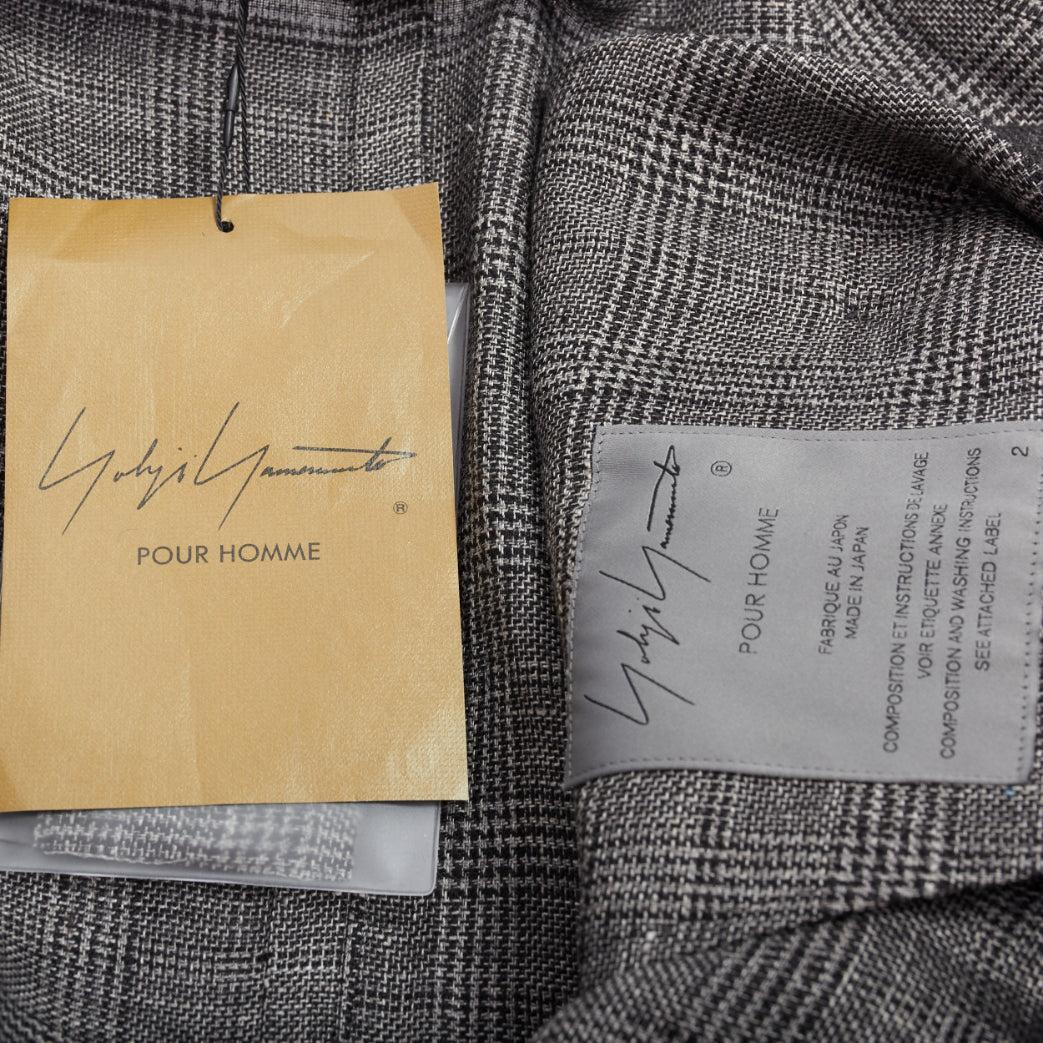 Yohji Yamamoto
®
POUR HOMME
Yohji Yamamoto
®
POUR HOMME
FABRIQUE AU JAPON
MADE IN JAPAN
COMPOSITION ET INSTRUCTIONS DE LAVAGE
VOIR ETIQUETTE ANNEXE
COMPOSITION AND WASHING INSTRUCTIONS
SEE ATTACHED LABEL
2